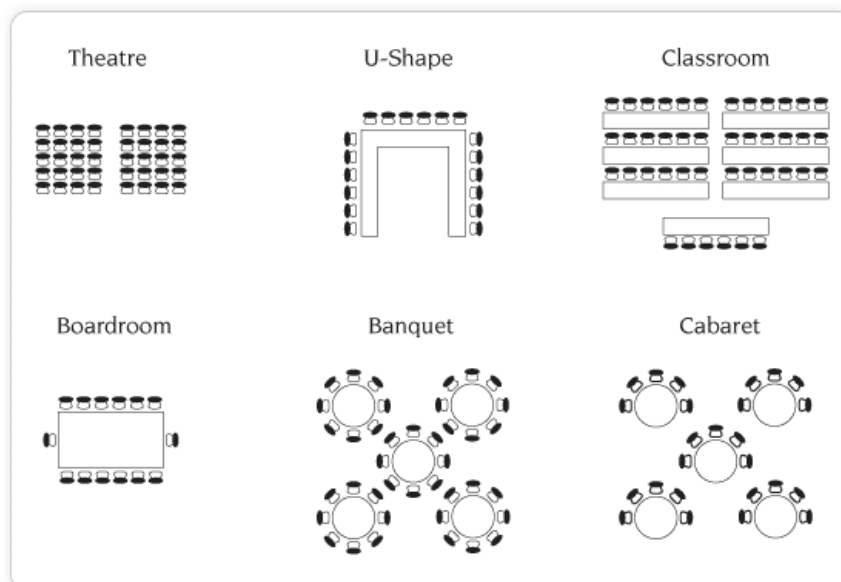 Theatre
U-Shape
Classroom
Boardroom
Banquet
Cabaret